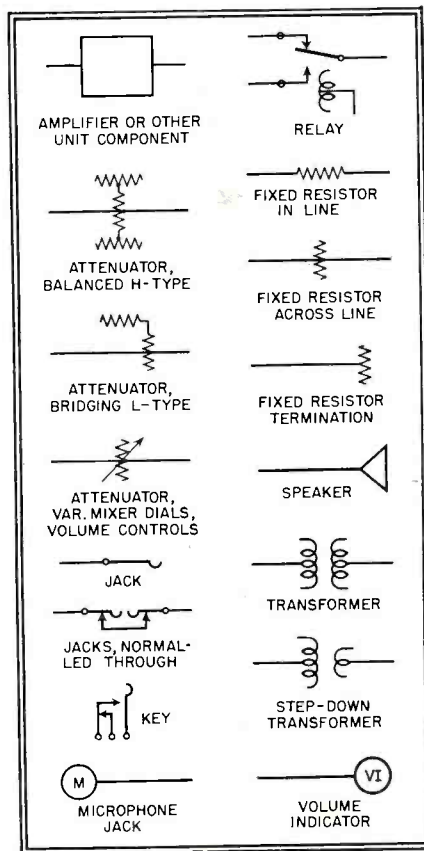 AMPLIFIER OR OTHER
UNIT COMPONENT
ATTENUATOR,
BALANCED H-TYPE
ATTENUATOR,
BRIDGING L-TYPE
ATTENUATOR,
VAR. MIXER DIALS,
VOLUME CONTROLS
JACK
JACKS, NORMAL-
LED THROUGH
KEY
M
MICROPHONE
JACK
RELAY
FIXED RESISTOR
IN LINE
FIXED RESISTOR
ACROSS LINE
FIXED RESISTOR
TERMINATION
SPEAKER
TRANSFORMER
STEP-DOWN
TRANSFORMER
VI
VOLUME
INDICATOR